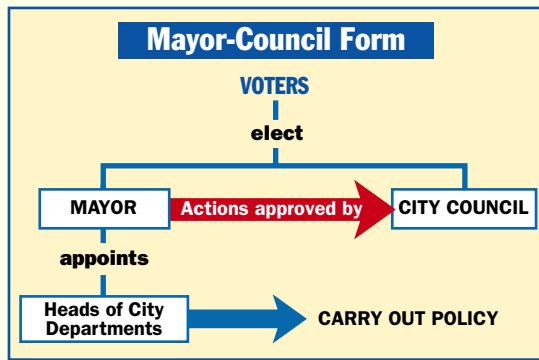 Mayor-Council Form
VOTERS
elect
MAYOR
Actions approved by
CITY COUNCIL
appoints
Heads of City
Departments
CARRY OUT POLICY